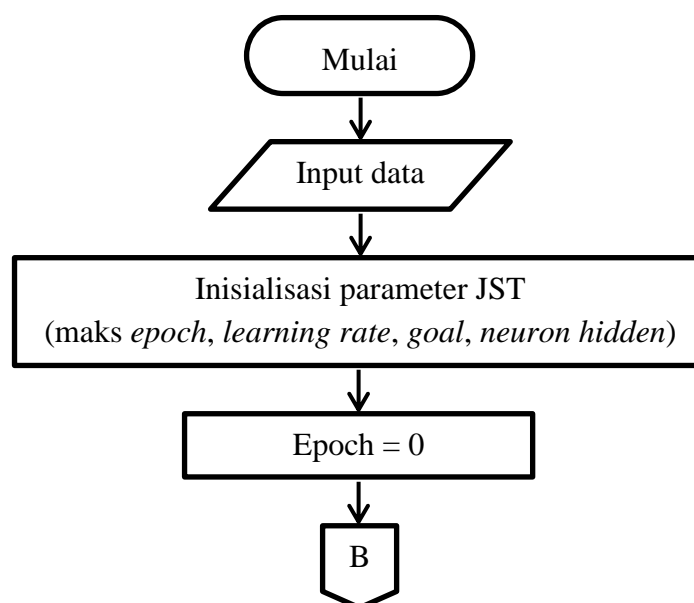 Mulai
Input data
Inisialisasi parameter JST
(maks epoch, learning rate, goal, neuron hidden)
Epoch = 0
B